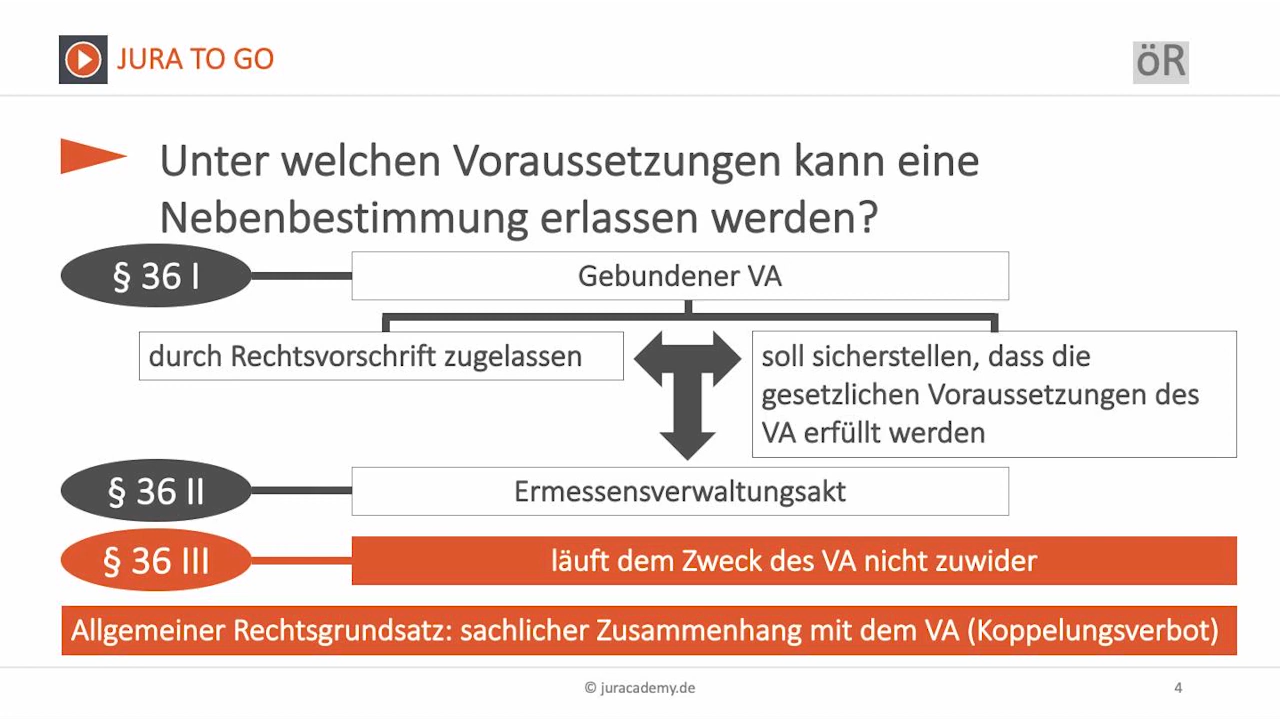 JURA TO GO
öR
Unter welchen Voraussetzungen kann eine
Nebenbestimmung erlassen werden?
§ 36 I
Gebundener VA
durch Rechtsvorschrift zugelassen
soll sicherstellen, dass die
gesetzlichen Voraussetzungen des
VA erfüllt werden
§ 36 II
Ermessensverwaltungsakt
§ 36 III
läuft dem Zweck des VA nicht zuwider
Allgemeiner Rechtsgrundsatz: sachlicher Zusammenhang mit dem VA (Koppelungsverbot)
© juracademy.de
4